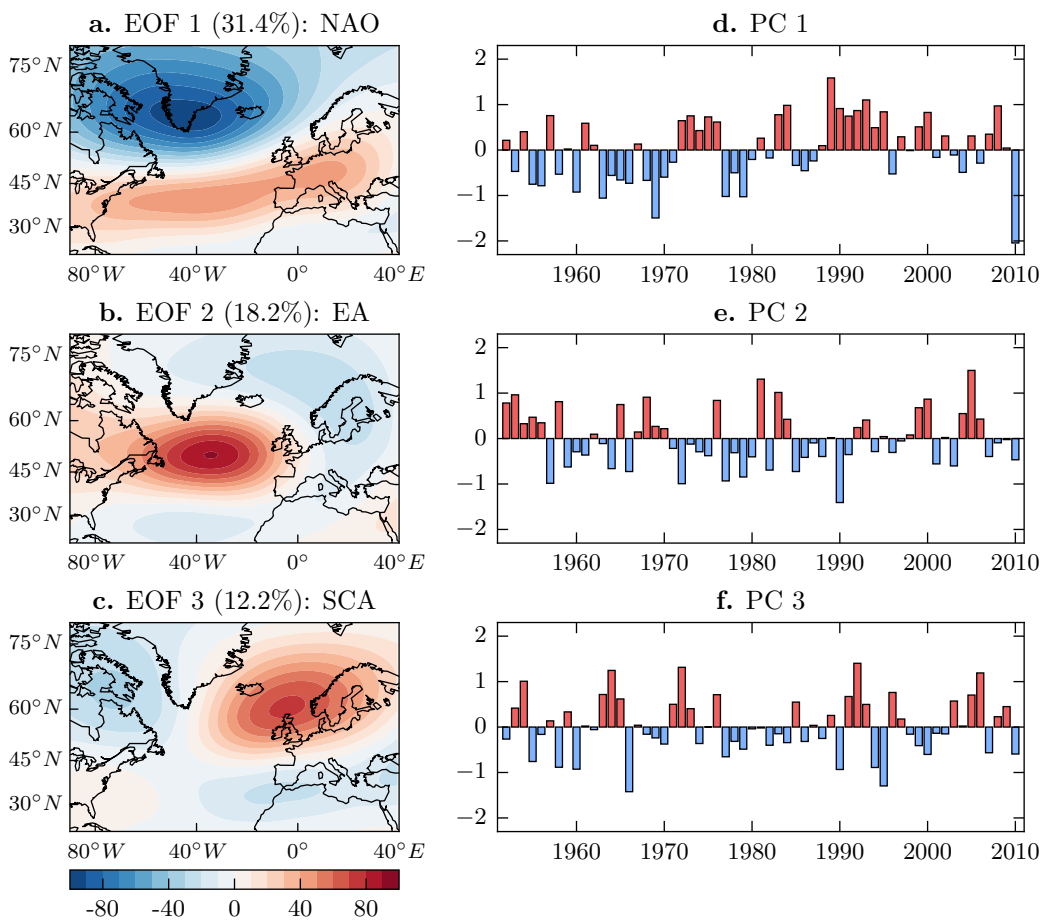 a. EOF 1 (31.4%): NAO
75°N
60°N
45°N
30°N
80°W 40°W 0° 40°E
d. PC 1
2
1
0
−1
−2
1960 1970 1980 1990 2000 2010
b. EOF 2 (18.2%): EA
75°N
60°N
45°N
30°N
80°W 40°W 0° 40°E
e. PC 2
2
1
0
−1
−2
1960 1970 1980 1990 2000 2010
c. EOF 3 (12.2%): SCA
75°N
60°N
45°N
30°N
80°W 40°W 0° 40°E
-80 -40 0 40 80
f. PC 3
2
1
0
−1
−2
1960 1970 1980 1990 2000 2010